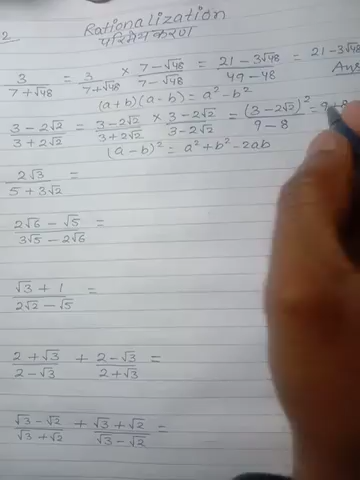 2
Rationalization
परिमेयकरण
3/(7+√48) = 3/(7+√48) × (7-√48)/(7-√48) = (21-3√48)/(49-48) = 21-3√48
Ans
(a+b)(a-b) = a²-b²
(3-2√2)/(3+2√2) = (3-2√2)/(3+2√2) × (3-2√2)/(3-2√2) = (3-2√2)²/(9-8) = 9+8
(a-b)² = a²+b²-2ab
2√3/(5+3√2) =
(2√6-√5)/(3√5-2√6) =
(√3+1)/(2√2-√5) =
(2+√3)/(2-√3) + (2-√3)/(2+√3) =
(√3-√2)/(√3+√2) + (√3+√2)/(√3-√2) =